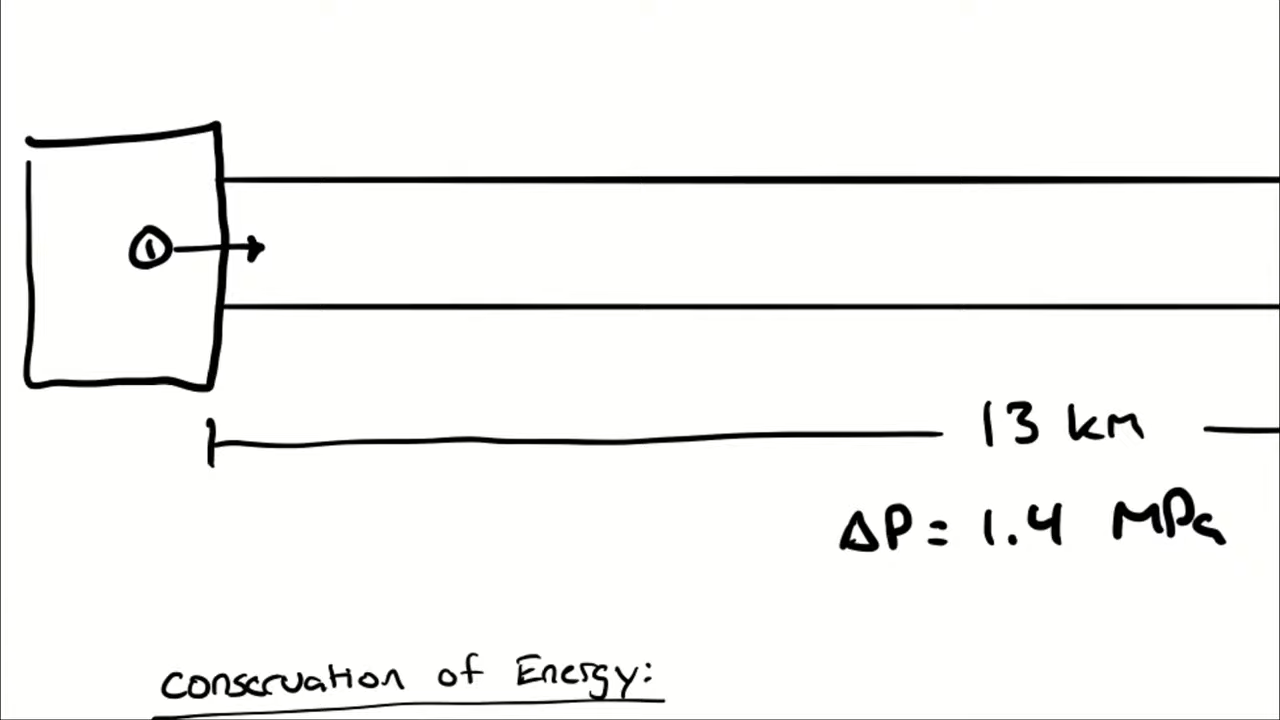 ①
13 km
ΔP = 1.4 MPa
Conservation of Energy: